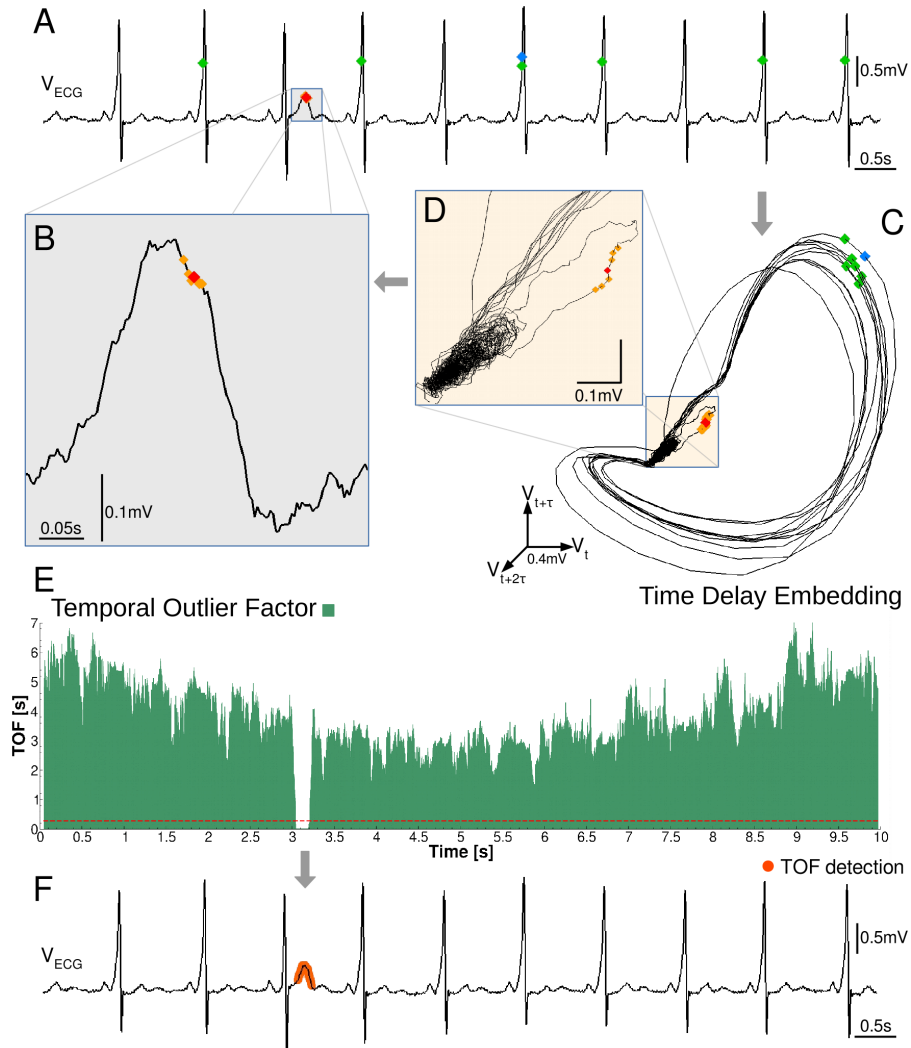 A
V_ECG
0.5mV
0.5s
B
0.1mV
0.05s
D
0.1mV
C
V_t+τ
V_t
0.4mV
V_t+2τ
Time Delay Embedding
E
Temporal Outlier Factor
TOF [s]
7
6
5
4
3
2
1
0
0 0.5 1 1.5 2 2.5 3 3.5 4 4.5 5 5.5 6 6.5 7 7.5 8 8.5 9 9.5 10
Time [s]
TOF detection
F
V_ECG
0.5mV
0.5s